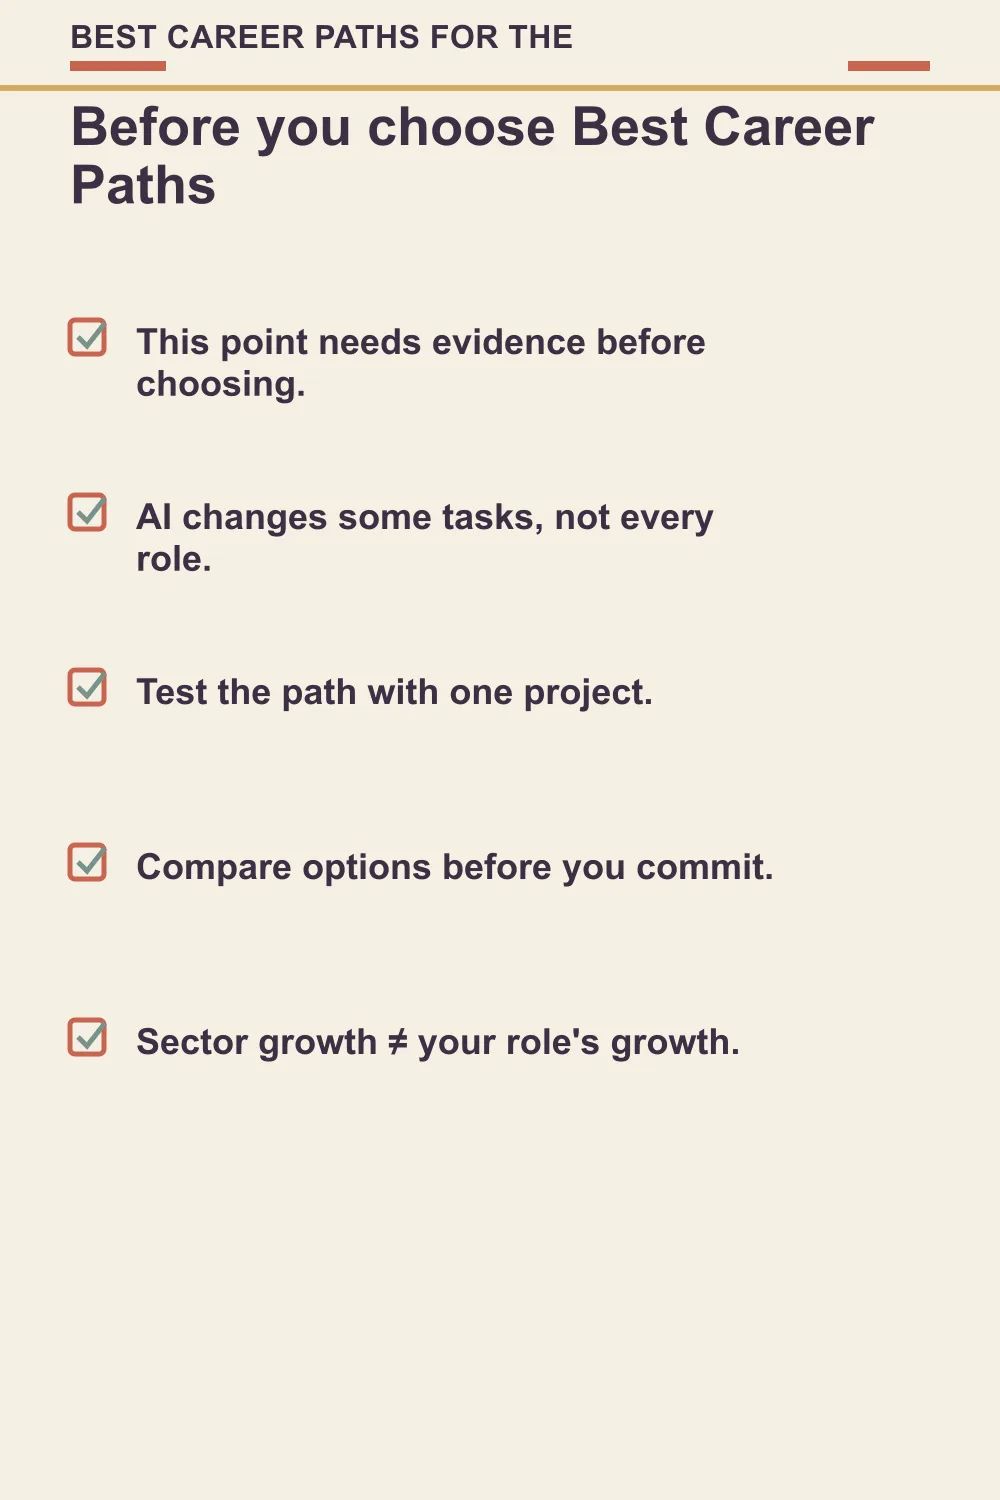 BEST CAREER PATHS FOR THE
Before you choose Best Career
Paths
This point needs evidence before
choosing.
AI changes some tasks, not every
role.
Test the path with one project.
Compare options before you commit.
Sector growth ≠ your role's growth.